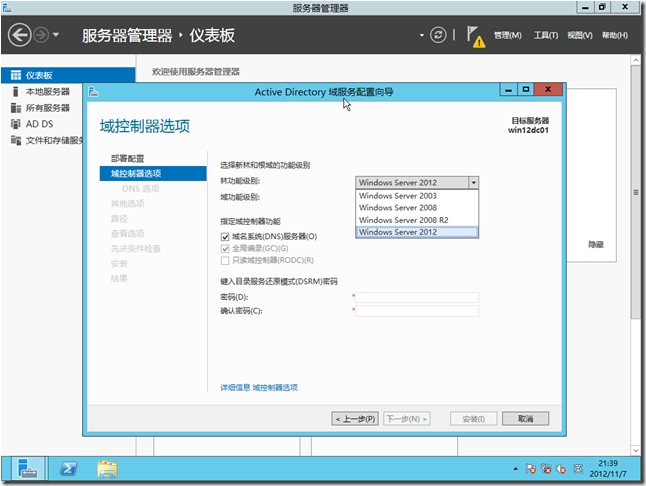 服务器管理器
服务器管理器 · 仪表板
管理(M) 工具(T) 视图(V) 帮助(H)
仪表板
本地服务器
所有服务器
AD DS
文件和存储服务
欢迎使用服务器管理器
隐藏
Active Directory 域服务配置向导
域控制器选项
目标服务器
win12dc01
部署配置
域控制器选项
DNS 选项
其他选项
路径
查看选项
先决条件检查
安装
结果
选择新林和根域的功能级别
林功能级别:
Windows Server 2012
域功能级别:
Windows Server 2003
Windows Server 2008
Windows Server 2008 R2
Windows Server 2012
指定域控制器功能
域名系统(DNS)服务器(O)
全局编录(GC)(G)
只读域控制器(RODC)(R)
键入目录服务还原模式(DSRM)密码
密码(D):
*
确认密码(C):
*
详细信息 域控制器选项
< 上一步(P)
下一步(N) >
安装(I)
取消
21:39
2012/11/7